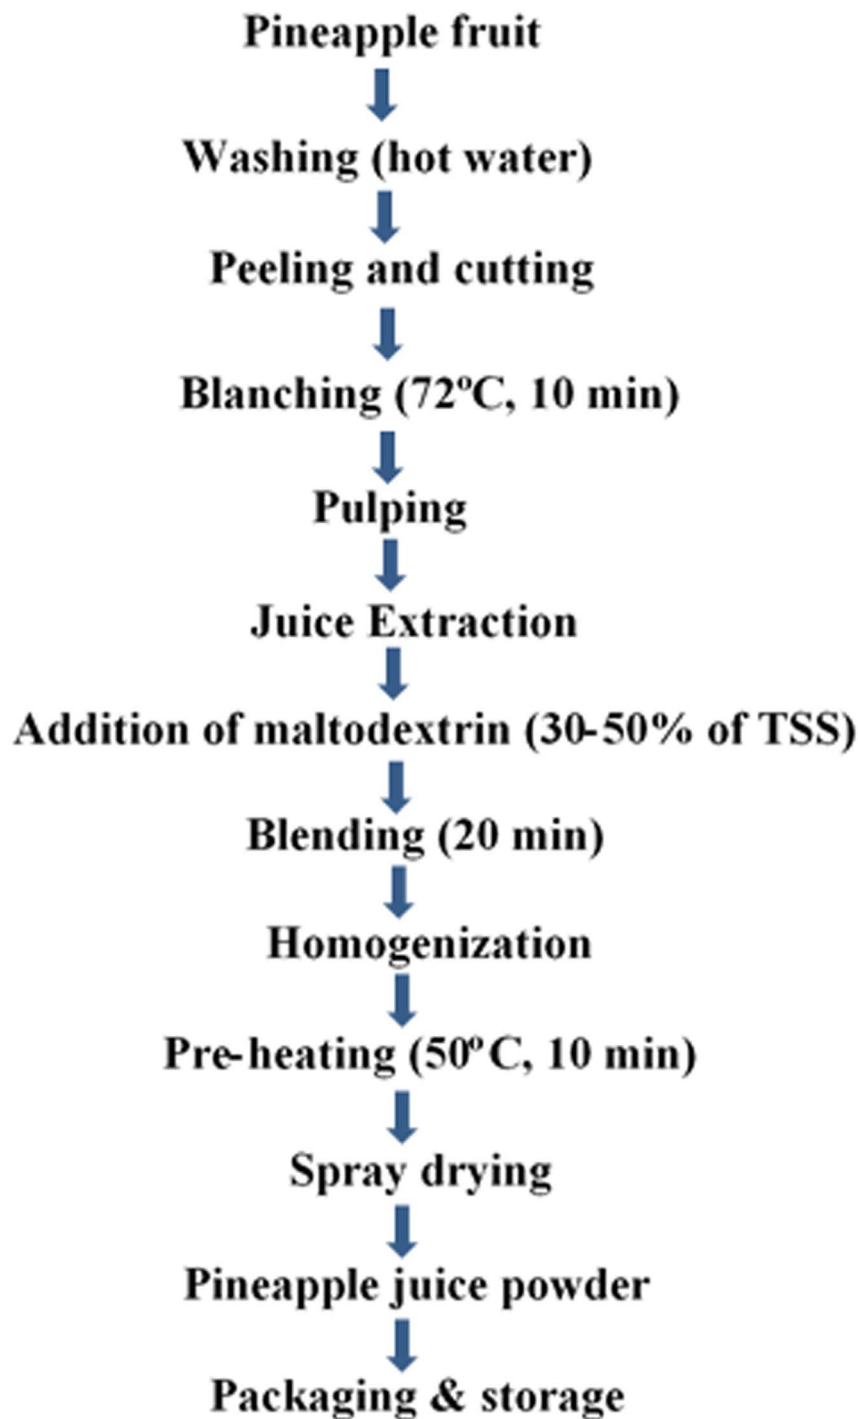 Pineapple fruit
Washing (hot water)
Peeling and cutting
Blanching (72ºC, 10 min)
Pulping
Juice Extraction
Addition of maltodextrin (30-50% of TSS)
Blending (20 min)
Homogenization
Pre-heating (50ºC, 10 min)
Spray drying
Pineapple juice powder
Packaging & storage